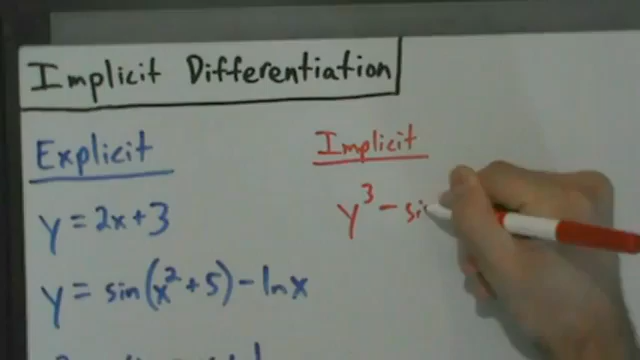 Implicit Differentiation
Explicit
y = 2x + 3
y = sin(x² + 5) - ln x
Implicit
y³ - si